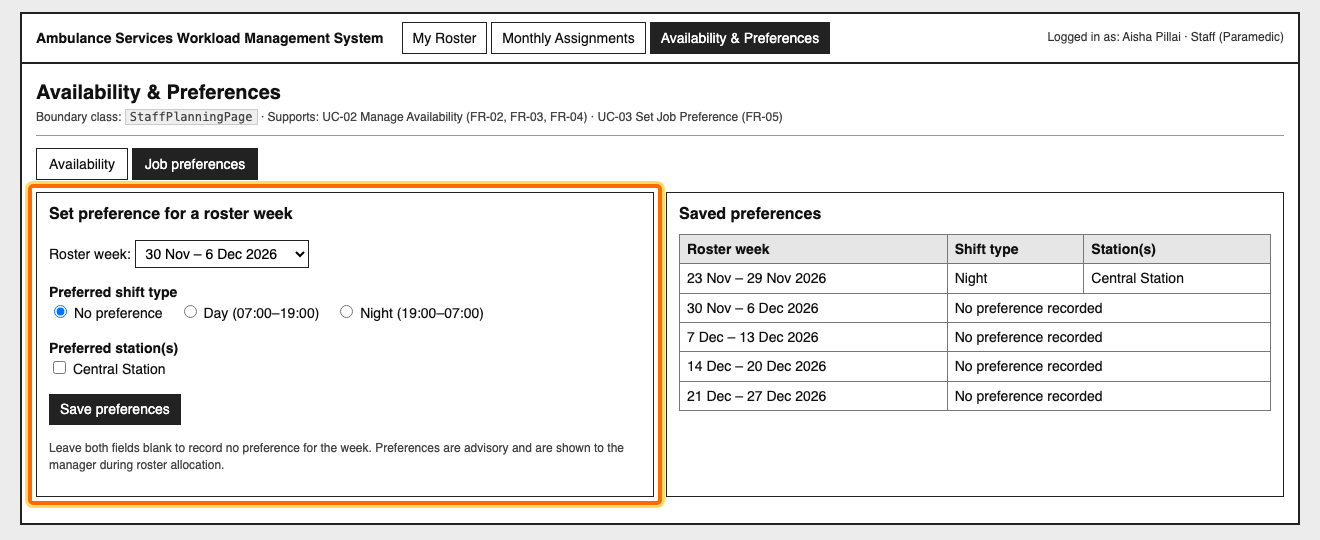 Ambulance Services Workload Management System
My Roster
Monthly Assignments
Availability & Preferences
Logged in as: Aisha Pillai · Staff (Paramedic)
Availability & Preferences
Boundary class: StaffPlanningPage · Supports: UC-02 Manage Availability (FR-02, FR-03, FR-04) · UC-03 Set Job Preference (FR-05)
Availability
Job preferences
Set preference for a roster week
Roster week: 30 Nov – 6 Dec 2026
Preferred shift type
No preference
Day (07:00–19:00)
Night (19:00–07:00)
Preferred station(s)
Central Station
Save preferences
Leave both fields blank to record no preference for the week. Preferences are advisory and are shown to the
manager during roster allocation.
Saved preferences
Roster week Shift type Station(s)
23 Nov – 29 Nov 2026 Night Central Station
30 Nov – 6 Dec 2026 No preference recorded
7 Dec – 13 Dec 2026 No preference recorded
14 Dec – 20 Dec 2026 No preference recorded
21 Dec – 27 Dec 2026 No preference recorded